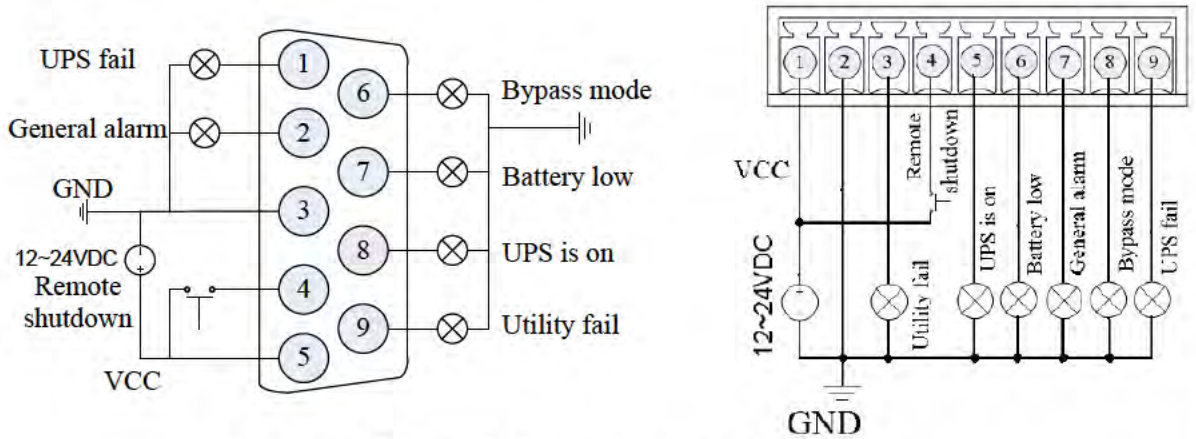 UPS fail
1
6
Bypass mode
General alarm
2
7
Battery low
GND
3
12~24VDC
8
UPS is on
Remote
shutdown
4
9
Utility fail
VCC
5
1 2 3 4 5 6 7 8 9
VCC
Remote
shutdown
12~24VDC
Utility fail
UPS is on
Battery low
General alarm
Bypass mode
UPS fail
GND